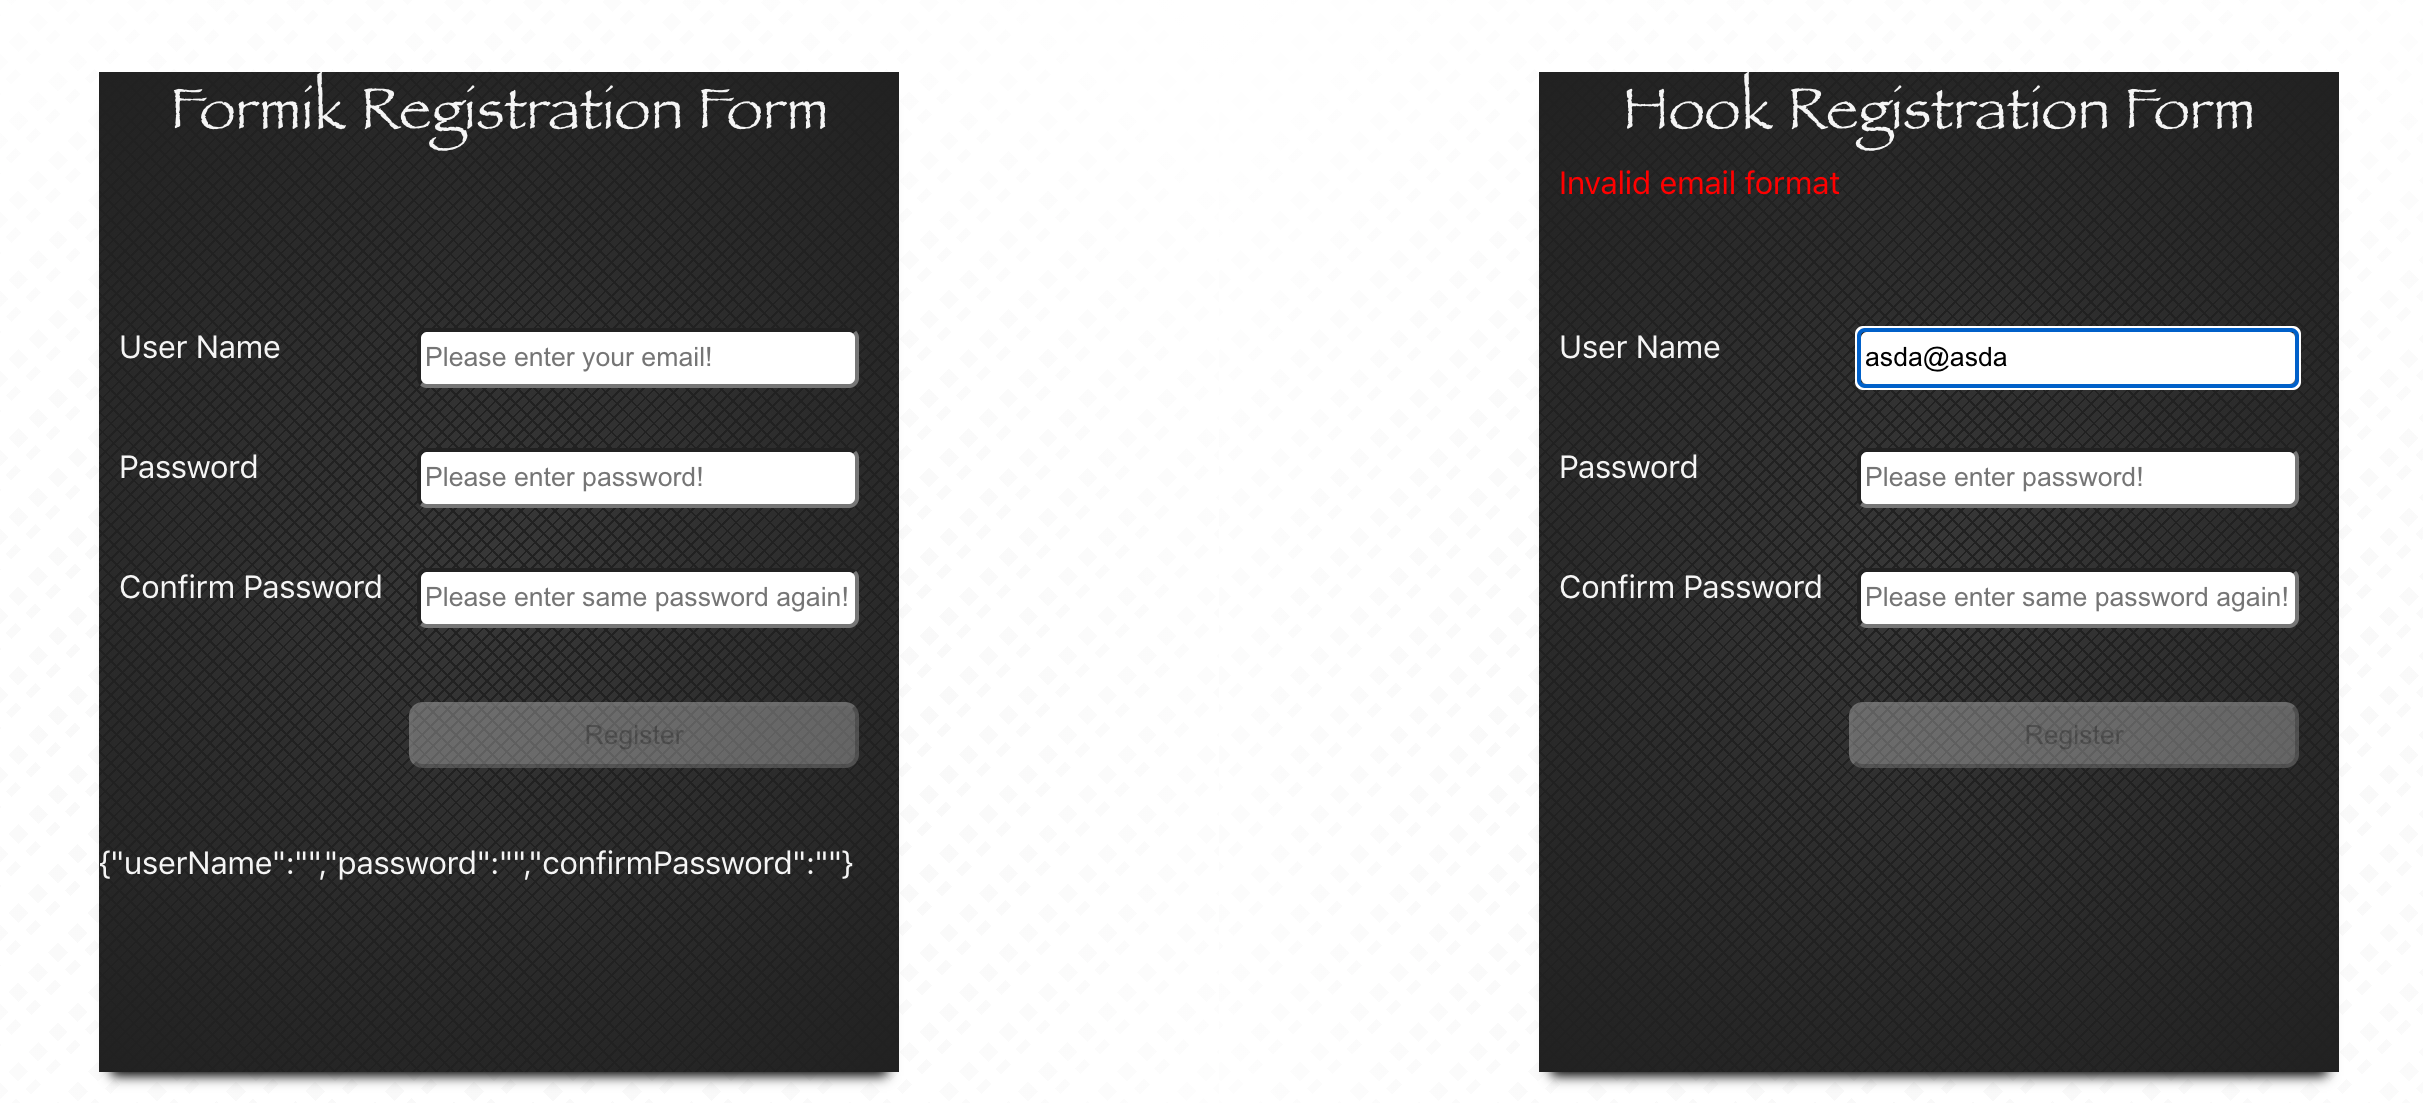 Formik Registration Form
User Name
Please enter your email!
Password
Please enter password!
Confirm Password
Please enter same password again!
Register
{"userName":"","password":"","confirmPassword":""}
Hook Registration Form
Invalid email format
User Name
asda@asda
Password
Please enter password!
Confirm Password
Please enter same password again!
Register